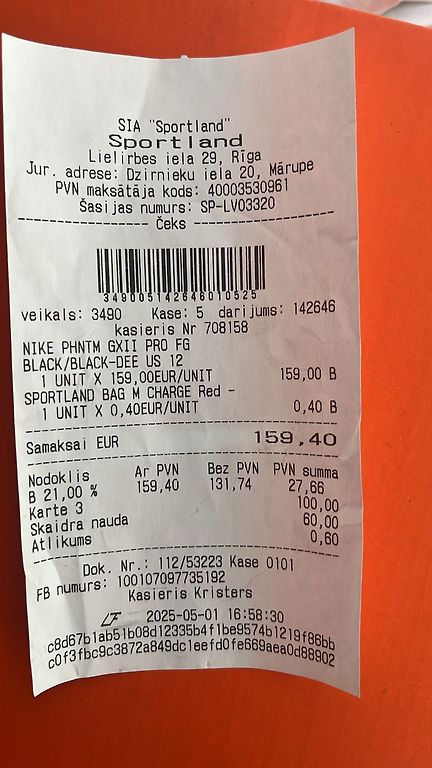 SIA "Sportland"
Sportland
Lielirbes iela 29, Rīga
Jur. adrese: Dzirnieku iela 20, Mārupe
PVN maksātāja kods: 40003530961
Šasijas numurs: SP-LV03320
Čeks
349005142646010525
veikals: 3490 Kase: 5 darijums: 142646
kasieris Nr 708158
NIKE PHNTM GXII PRO FG
BLACK/BLACK-DEE US 12
1 UNIT X 159,00EUR/UNIT 159,00 B
SPORTLAND BAG M CHARGE Red -
1 UNIT X 0,40EUR/UNIT 0,40 B
Samaksai EUR 159,40
Nodoklis Ar PVN Bez PVN PVN summa
B 21,00 % 159,40 131,74 27,66
Karte 3 100,00
Skaidra nauda 60,00
Atlikums 0,60
Dok. Nr.: 112/53223 Kase 0101
FB numurs: 100107097735192
Kasieris Kristers
LF 2025-05-01 16:58:30
c8d67b1ab51b08d12335b4f1be9574b1219f86bb
c0f3fbc9c3872a849dc1eefd0fe669aea0d88902